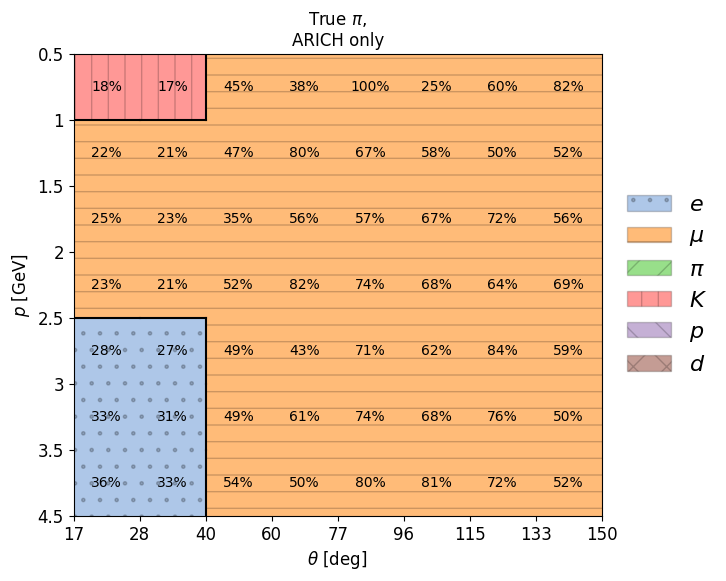 True π,
ARICH only
0.5
18% 17% 45% 38% 100% 25% 60% 82%
1
22% 21% 47% 80% 67% 58% 50% 52%
1.5
25% 23% 35% 56% 57% 67% 72% 56%
2
23% 21% 52% 82% 74% 68% 64% 69%
2.5
28% 27% 49% 43% 71% 62% 84% 59%
3
33% 31% 49% 61% 74% 68% 76% 50%
3.5
36% 33% 54% 50% 80% 81% 72% 52%
4
4.5
p [GeV]
17 28 40 60 77 96 115 133 150
θ [deg]
e
μ
π
K
p
d